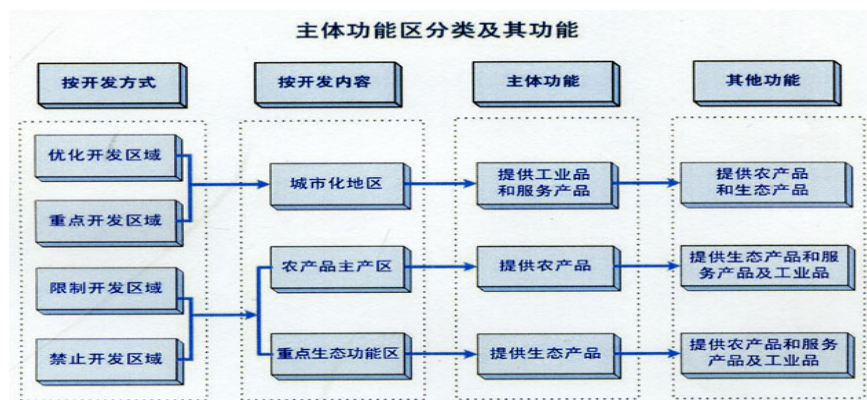 主体功能区分类及其功能
按开发方式
按开发内容
主体功能
其他功能
优化开发区域
重点开发区域
限制开发区域
禁止开发区域
城市化地区
农产品主产区
重点生态功能区
提供工业品
和服务产品
提供农产品
提供生态产品
提供农产品
和生态产品
提供生态产品和服
务产品及工业品
提供农产品和服务
产品及工业品